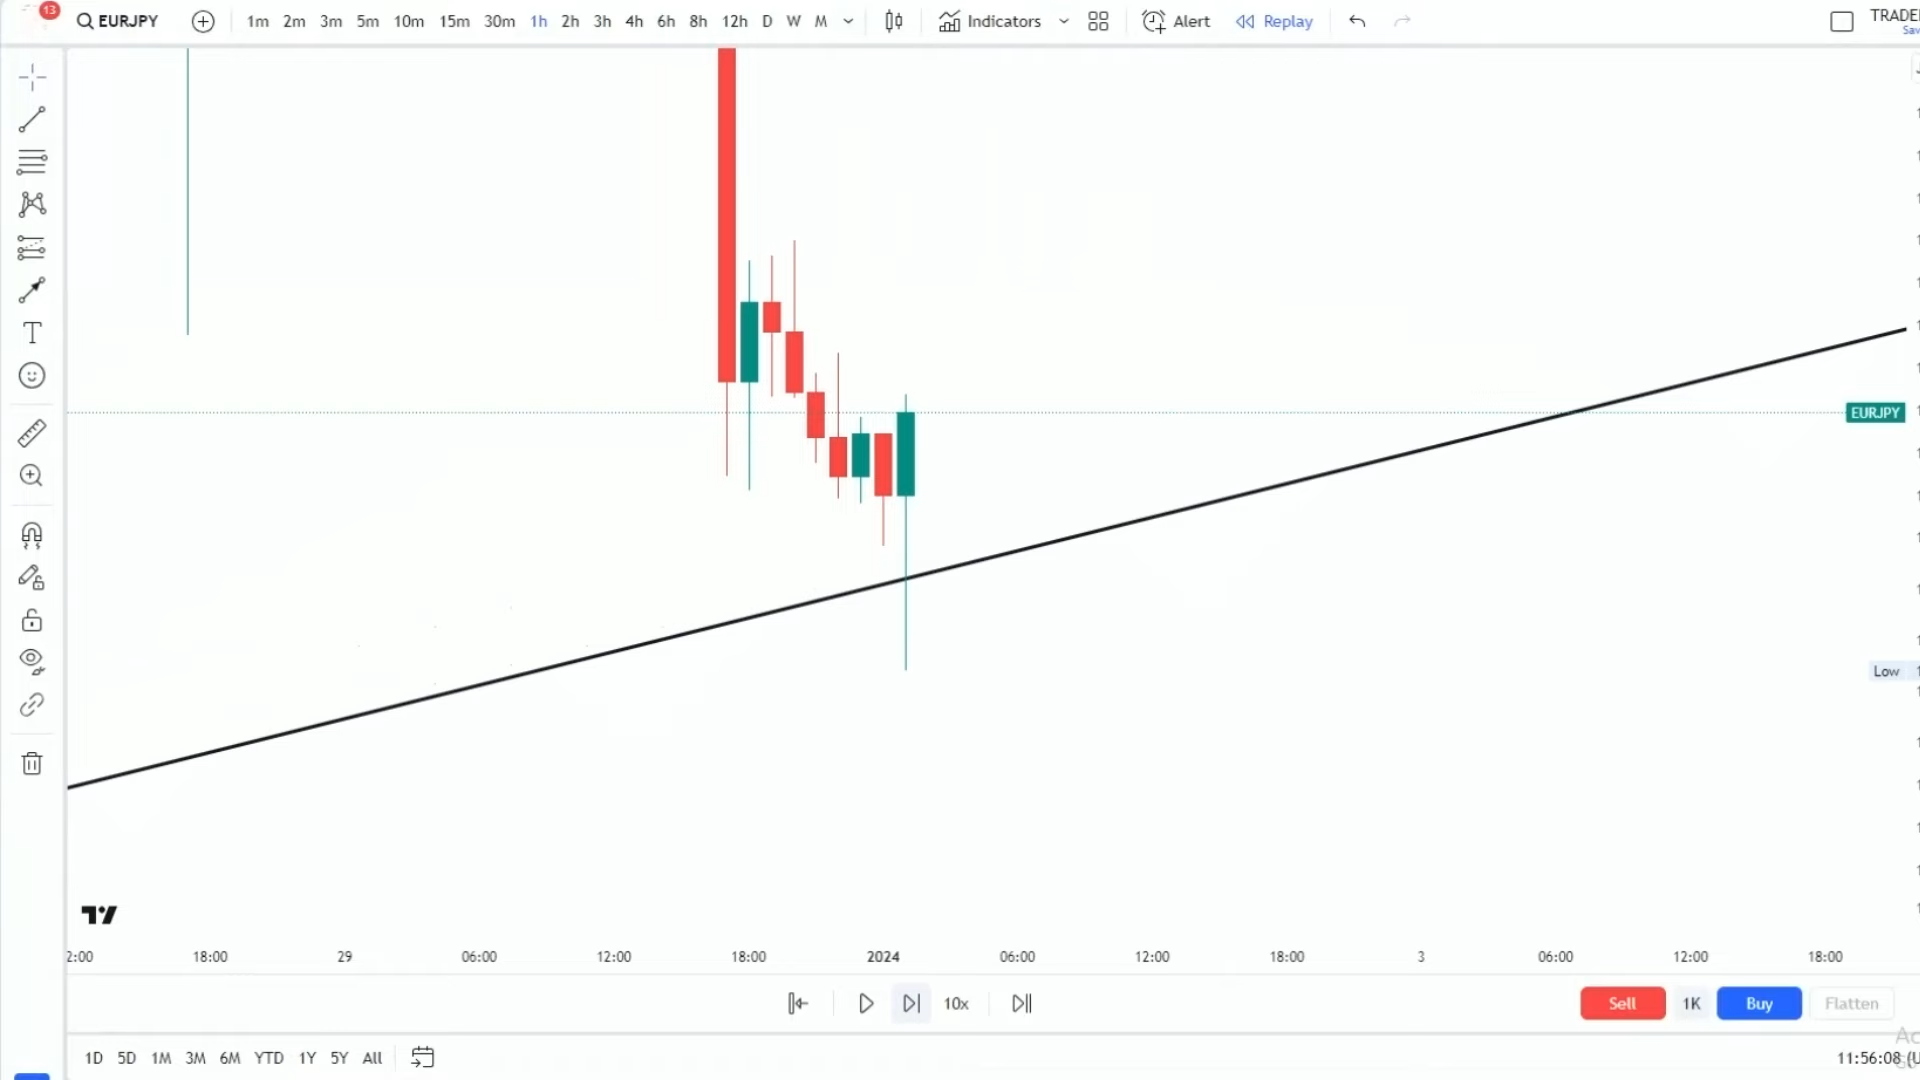 13
EURJPY
1m 2m 3m 5m 10m 15m 30m 1h 2h 3h 4h 6h 8h 12h D W M
Indicators
Alert
Replay
TRADE
Sav
EURJPY
Low
2:00 18:00 29 06:00 12:00 18:00 2024 06:00 12:00 18:00 3 06:00 12:00 18:00
10x
Sell 1K Buy Flatten
1D 5D 1M 3M 6M YTD 1Y 5Y All
11:56:08 (U